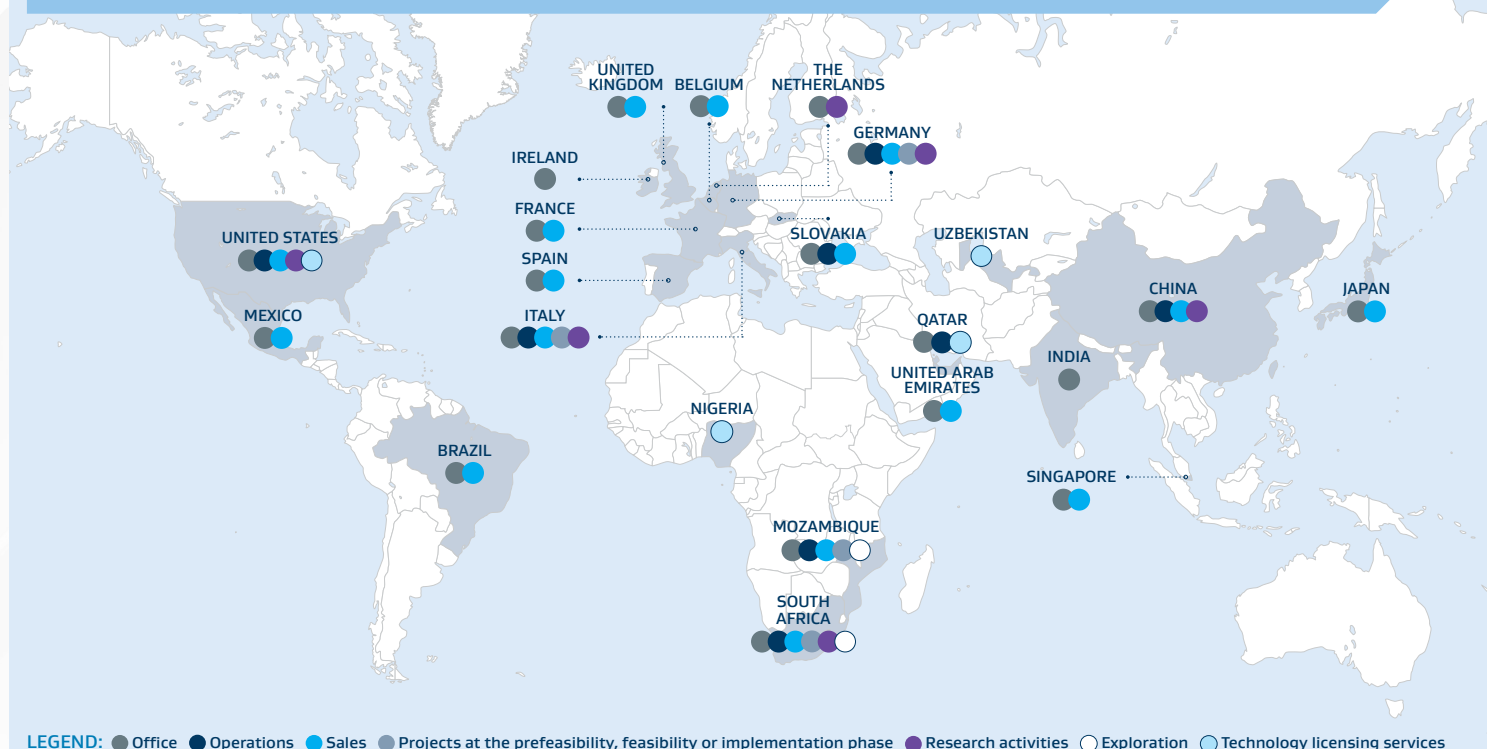 UNITED
KINGDOM
BELGIUM
THE
NETHERLANDS
GERMANY
IRELAND
FRANCE
UNITED STATES
SLOVAKIA
UZBEKISTAN
SPAIN
CHINA
JAPAN
MEXICO
ITALY
QATAR
INDIA
UNITED ARAB
EMIRATES
NIGERIA
BRAZIL
SINGAPORE
MOZAMBIQUE
SOUTH
AFRICA
LEGEND: Office Operations Sales Projects at the prefeasibility, feasibility or implementation phase Research activities Exploration Technology licensing services